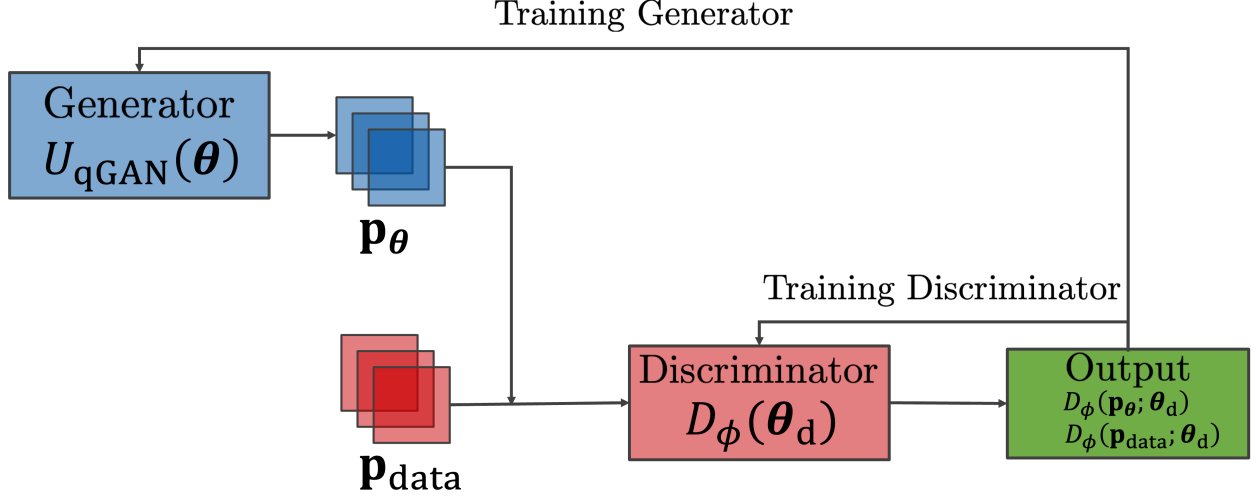 Training Generator
Generator
U_qGAN(θ)
p_θ
Training Discriminator
Discriminator
D_ϕ(θ_d)
Output
D_ϕ(p_θ; θ_d)
D_ϕ(p_data; θ_d)
p_data